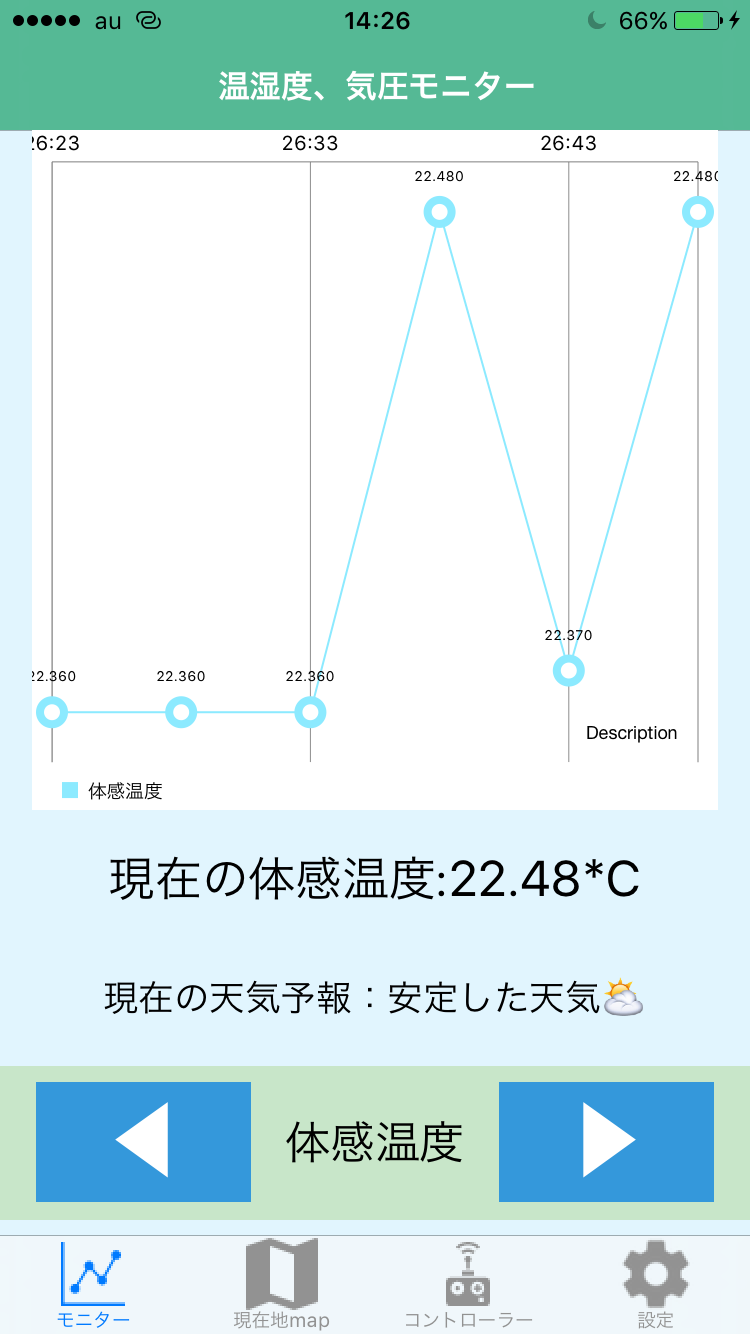 au 14:26 66%
温湿度、気圧モニター
26:23 26:33 26:43
22.480 22.480
22.370
22.360 22.360 22.360
Description
体感温度
現在の体感温度:22.48*C
現在の天気予報：安定した天気⛅
体感温度
モニター 現在地map コントローラー 設定